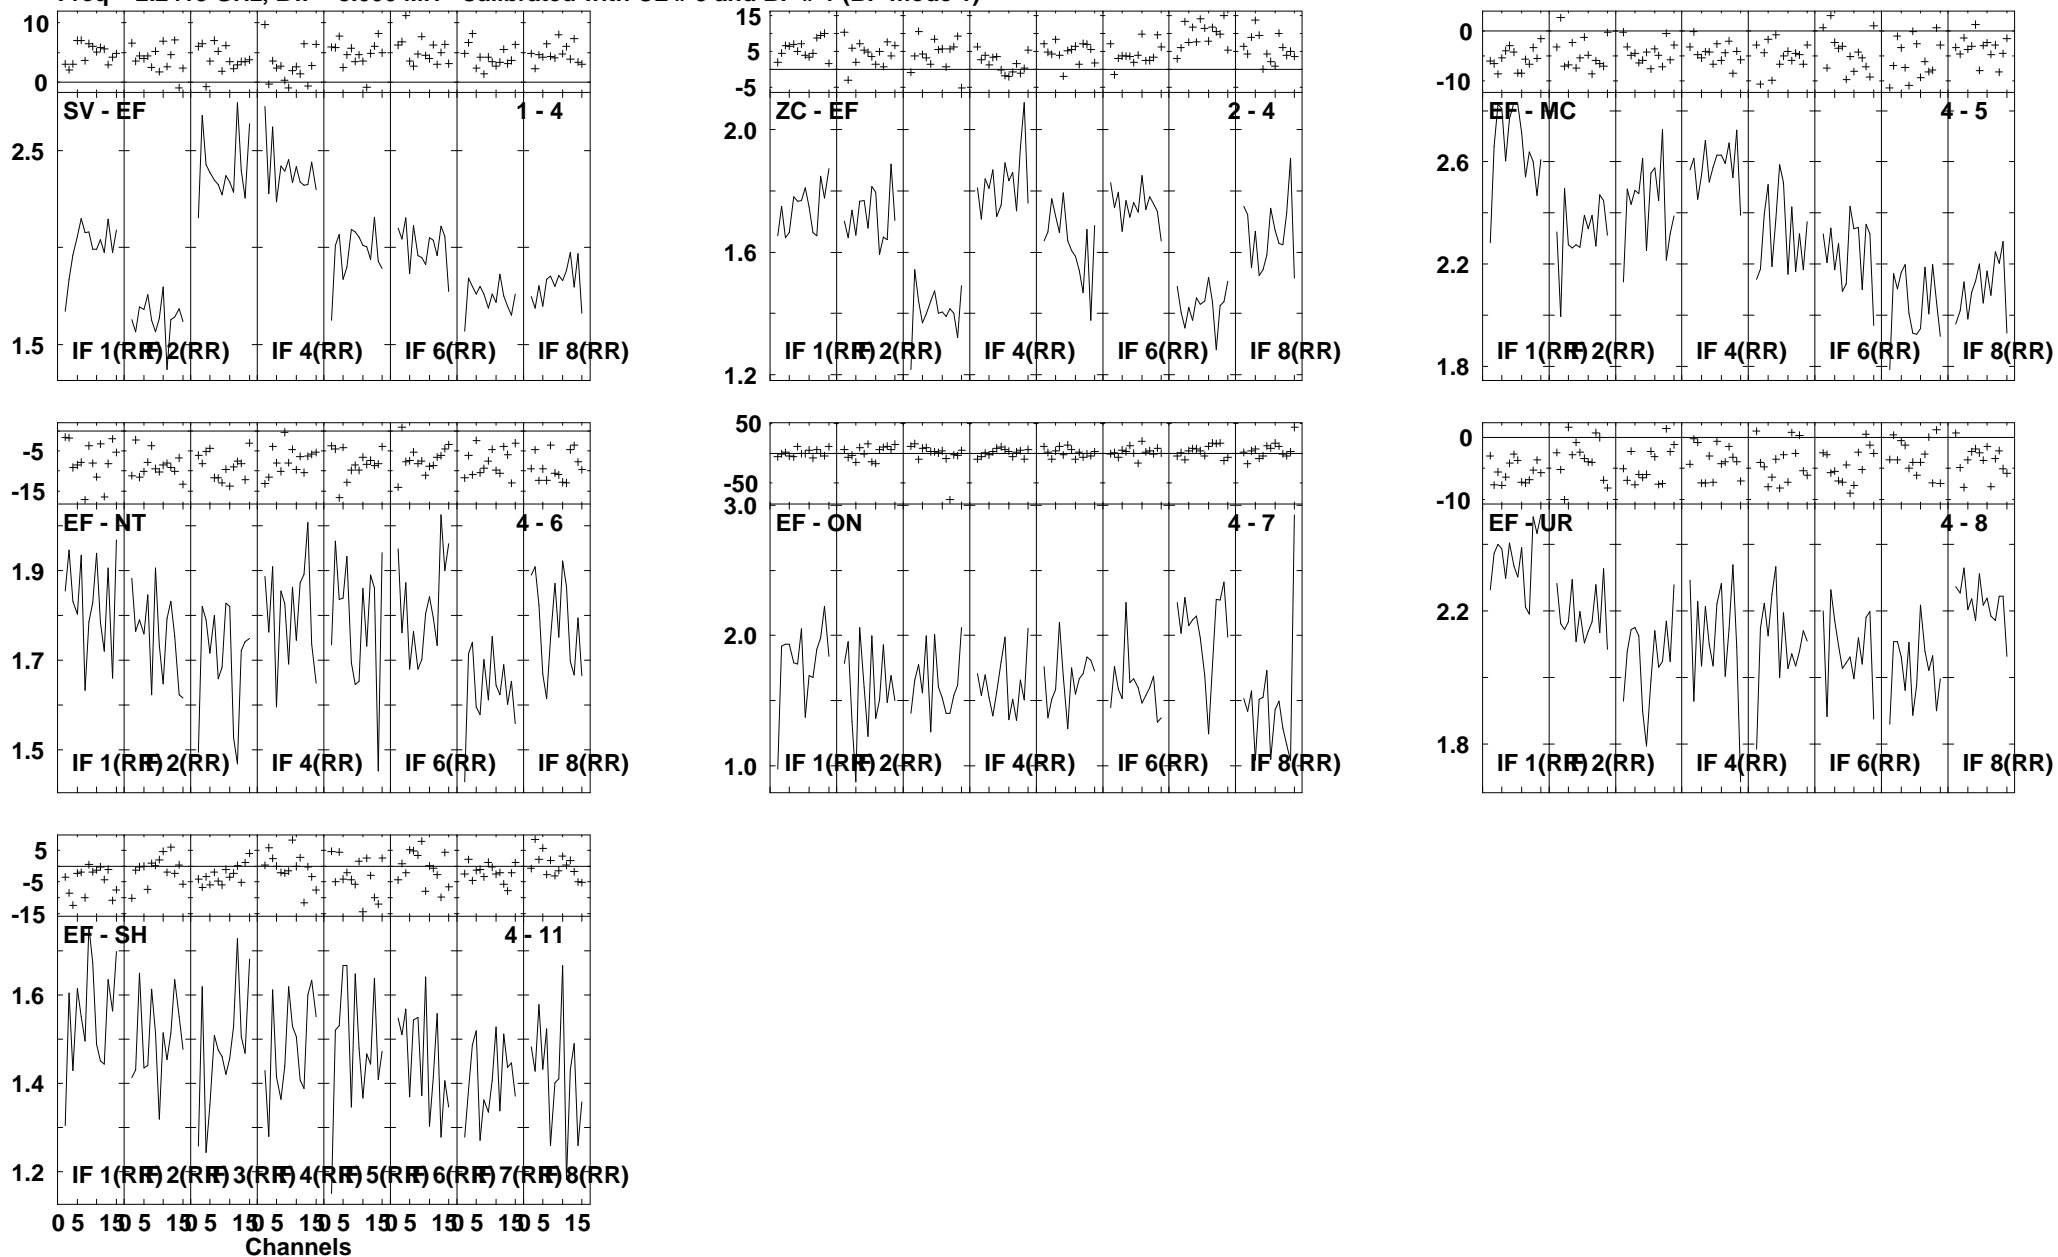 10
0
SV - EF
1 - 4
2.5
1.5
IF 1(RR)
IF 2(RR)
IF 4(RR)
IF 6(RR)
IF 8(RR)
15
5
-5
ZC - EF
2 - 4
2.0
1.6
1.2
IF 1(RR)
IF 2(RR)
IF 4(RR)
IF 6(RR)
IF 8(RR)
0
-10
EF - MC
4 - 5
2.6
2.2
1.8
IF 1(RR)
IF 2(RR)
IF 4(RR)
IF 6(RR)
IF 8(RR)
-5
-15
EF - NT
4 - 6
1.9
1.7
1.5
IF 1(RR)
IF 2(RR)
IF 4(RR)
IF 6(RR)
IF 8(RR)
50
-50
3.0
EF - ON
4 - 7
2.0
1.0
IF 1(RR)
IF 2(RR)
IF 4(RR)
IF 6(RR)
IF 8(RR)
0
-10
EF - UR
4 - 8
2.2
1.8
IF 1(RR)
IF 2(RR)
IF 4(RR)
IF 6(RR)
IF 8(RR)
5
-5
-15
EF - SH
4 - 11
1.6
1.4
1.2
IF 1(RR)
IF 2(RR)
IF 3(RR)
IF 4(RR)
IF 5(RR)
IF 6(RR)
IF 7(RR)
IF 8(RR)
0 5 15 0 5 15 0 5 15 0 5 15 0 5 15 0 5 15 0 5 15 0 5 15
Channels